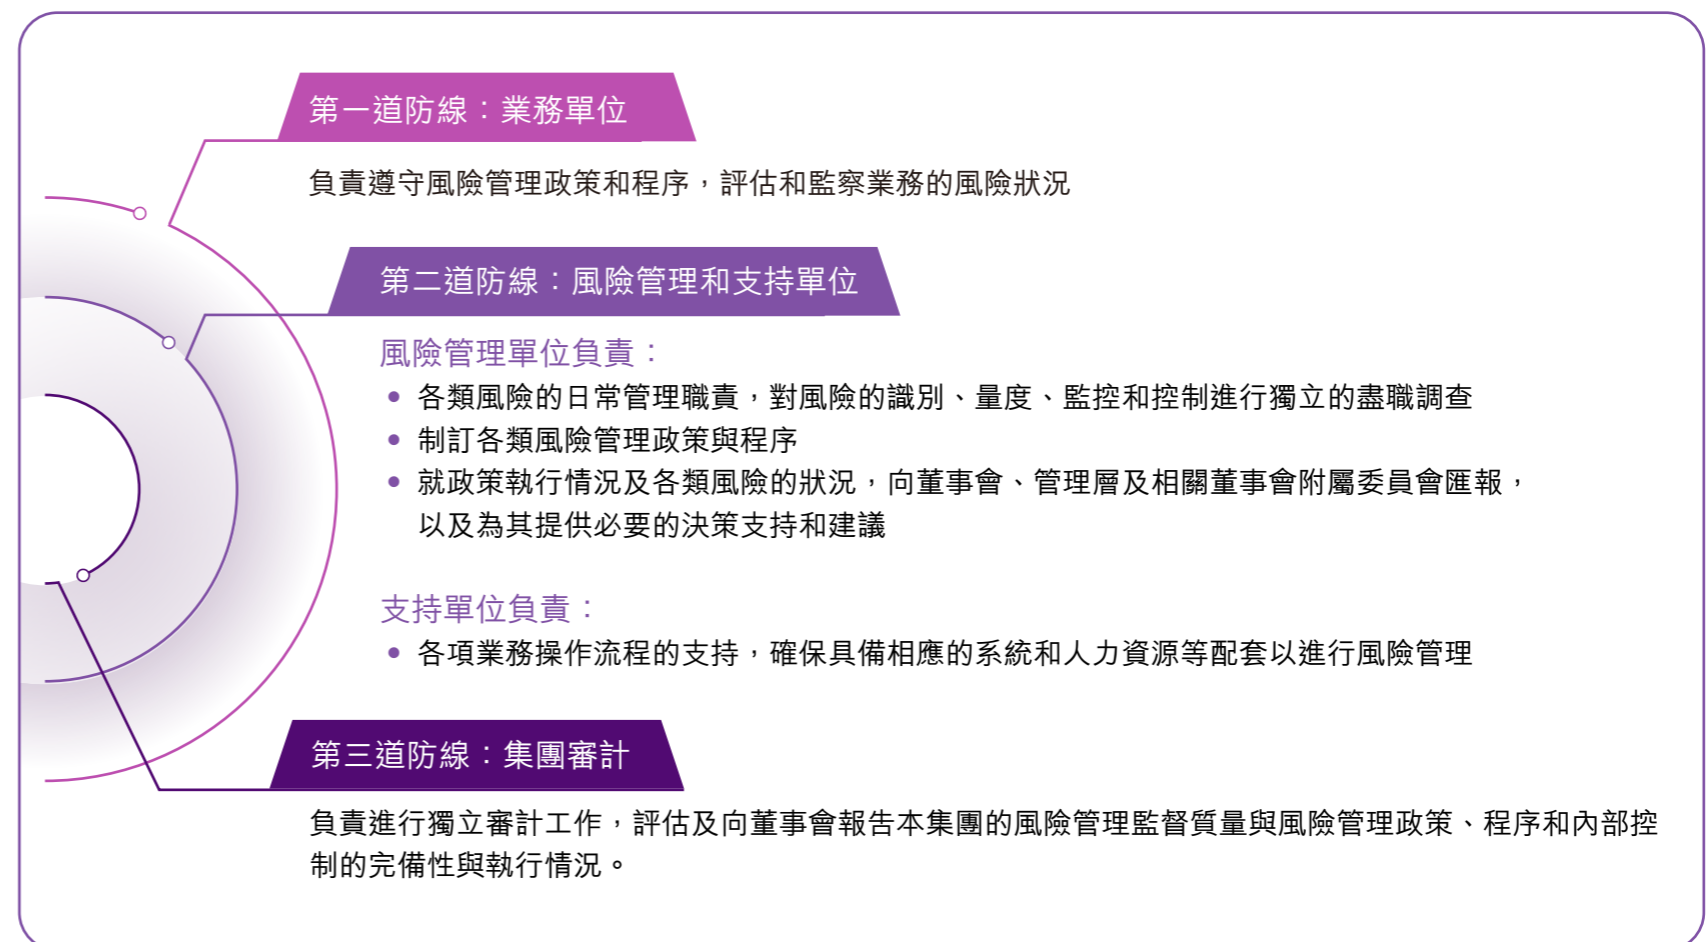 第一道防線：業務單位
負責遵守風險管理政策和程序，評估和監察業務的風險狀況
第二道防線：風險管理和支持單位
風險管理單位負責：
• 各類風險的日常管理職責，對風險的識別、量度、監控和控制進行獨立的盡職調查
• 制訂各類風險管理政策與程序
• 就政策執行情況及各類風險的狀況，向董事會、管理層及相關董事會附屬委員會匯報，
以及為其提供必要的決策支持和建議
支持單位負責：
• 各項業務操作流程的支持，確保具備相應的系統和人力資源等配套以進行風險管理
第三道防線：集團審計
負責進行獨立審計工作，評估及向董事會報告本集團的風險管理監督質量與風險管理政策、程序和內部控
制的完備性與執行情況。